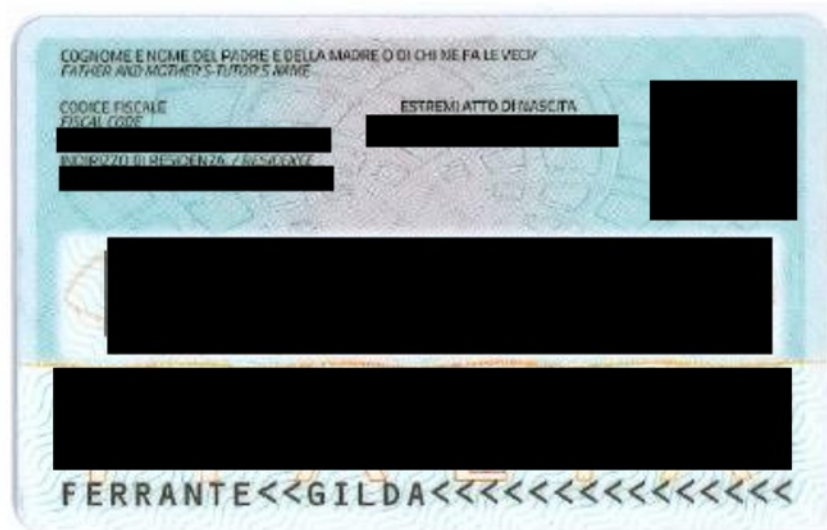 COGNOME E NOME DEL PADRE E DELLA MADRE O DI CHI NE FA LE VECI/
FATHER AND MOTHER'S-TUTOR'S NAME
CODICE FISCALE
FISCAL CODE
ESTREMI ATTO DI NASCITA
INDIRIZZO DI RESIDENZA / RESIDENCE
FERRANTE<<GILDA<<<<<<<<<<<<<<<